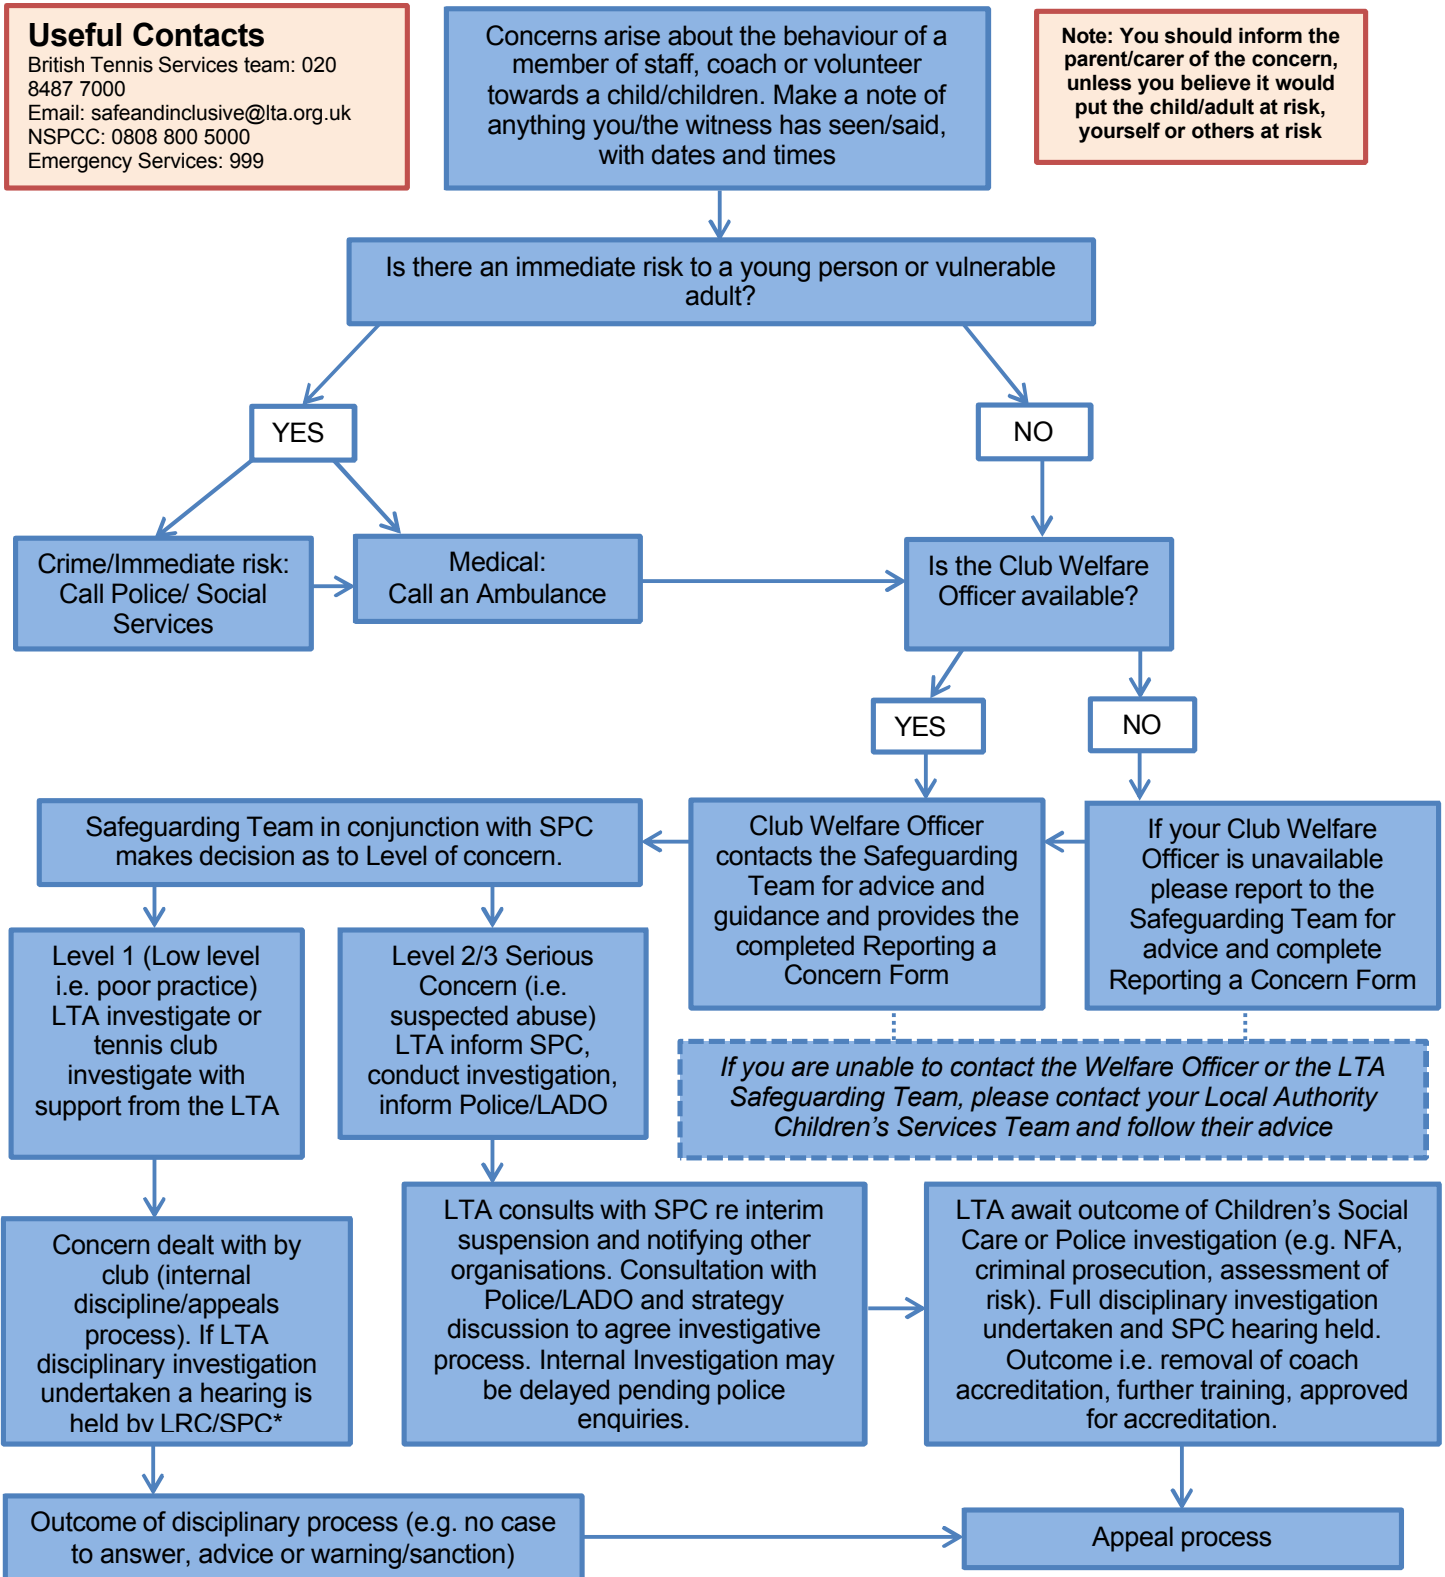 Useful Contacts
British Tennis Services team: 020
8487 7000
Email: safeandinclusive@lta.org.uk
NSPCC: 0808 800 5000
Emergency Services: 999
Concerns arise about the behaviour of a
member of staff, coach or volunteer
towards a child/children. Make a note of
anything you/the witness has seen/said,
with dates and times
Note: You should inform the
parent/carer of the concern,
unless you believe it would
put the child/adult at risk,
yourself or others at risk
Is there an immediate risk to a young person or vulnerable
adult?
YES
NO
Crime/Immediate risk:
Call Police/ Social
Services
Medical:
Call an Ambulance
Is the Club Welfare
Officer available?
YES
NO
Safeguarding Team in conjunction with SPC
makes decision as to Level of concern.
Club Welfare Officer
contacts the Safeguarding
Team for advice and
guidance and provides the
completed Reporting a
Concern Form
If your Club Welfare
Officer is unavailable
please report to the
Safeguarding Team for
advice and complete
Reporting a Concern Form
Level 1 (Low level
i.e. poor practice)
LTA investigate or
tennis club
investigate with
support from the LTA
Level 2/3 Serious
Concern (i.e.
suspected abuse)
LTA inform SPC,
conduct investigation,
inform Police/LADO
If you are unable to contact the Welfare Officer or the LTA
Safeguarding Team, please contact your Local Authority
Children's Services Team and follow their advice
Concern dealt with by
club (internal
discipline/appeals
process). If LTA
disciplinary investigation
undertaken a hearing is
held by LRC/SPC*
LTA consults with SPC re interim
suspension and notifying other
organisations. Consultation with
Police/LADO and strategy
discussion to agree investigative
process. Internal Investigation may
be delayed pending police
enquiries.
LTA await outcome of Children's Social
Care or Police investigation (e.g. NFA,
criminal prosecution, assessment of
risk). Full disciplinary investigation
undertaken and SPC hearing held.
Outcome i.e. removal of coach
accreditation, further training, approved
for accreditation.
Outcome of disciplinary process (e.g. no case
to answer, advice or warning/sanction)
Appeal process